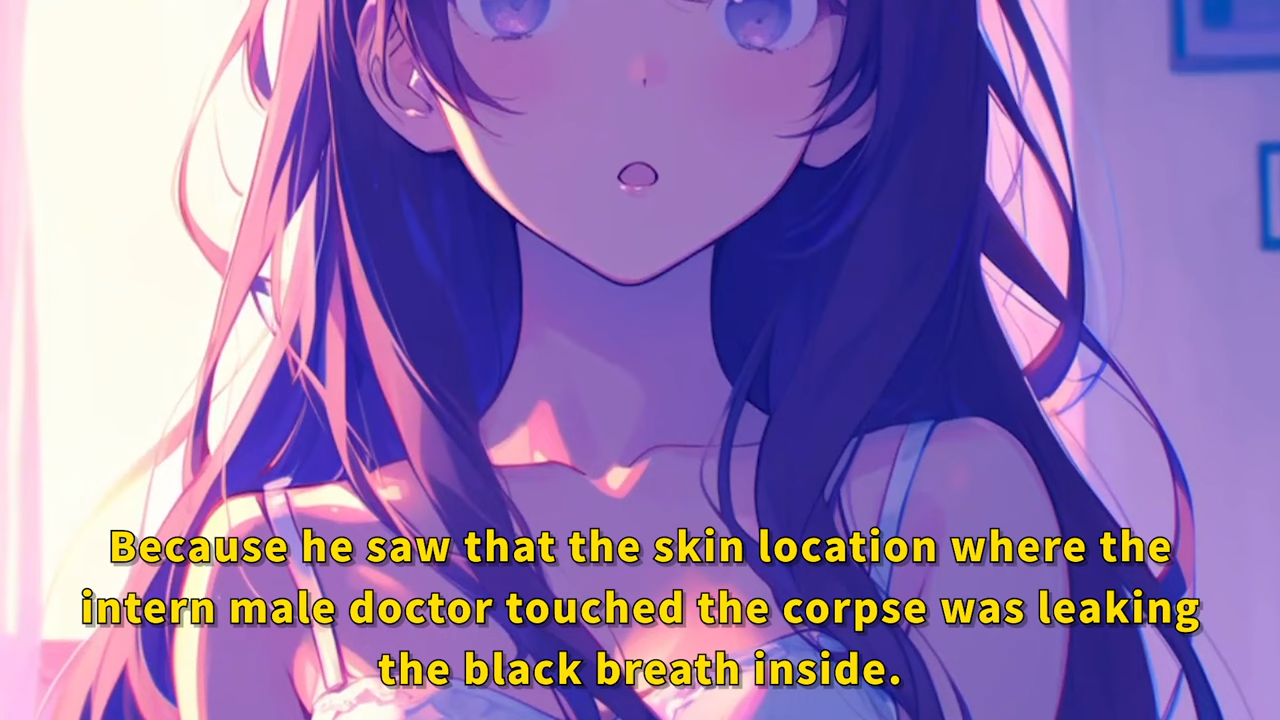 Because he saw that the skin location where the
intern male doctor touched the corpse was leaking
the black breath inside.